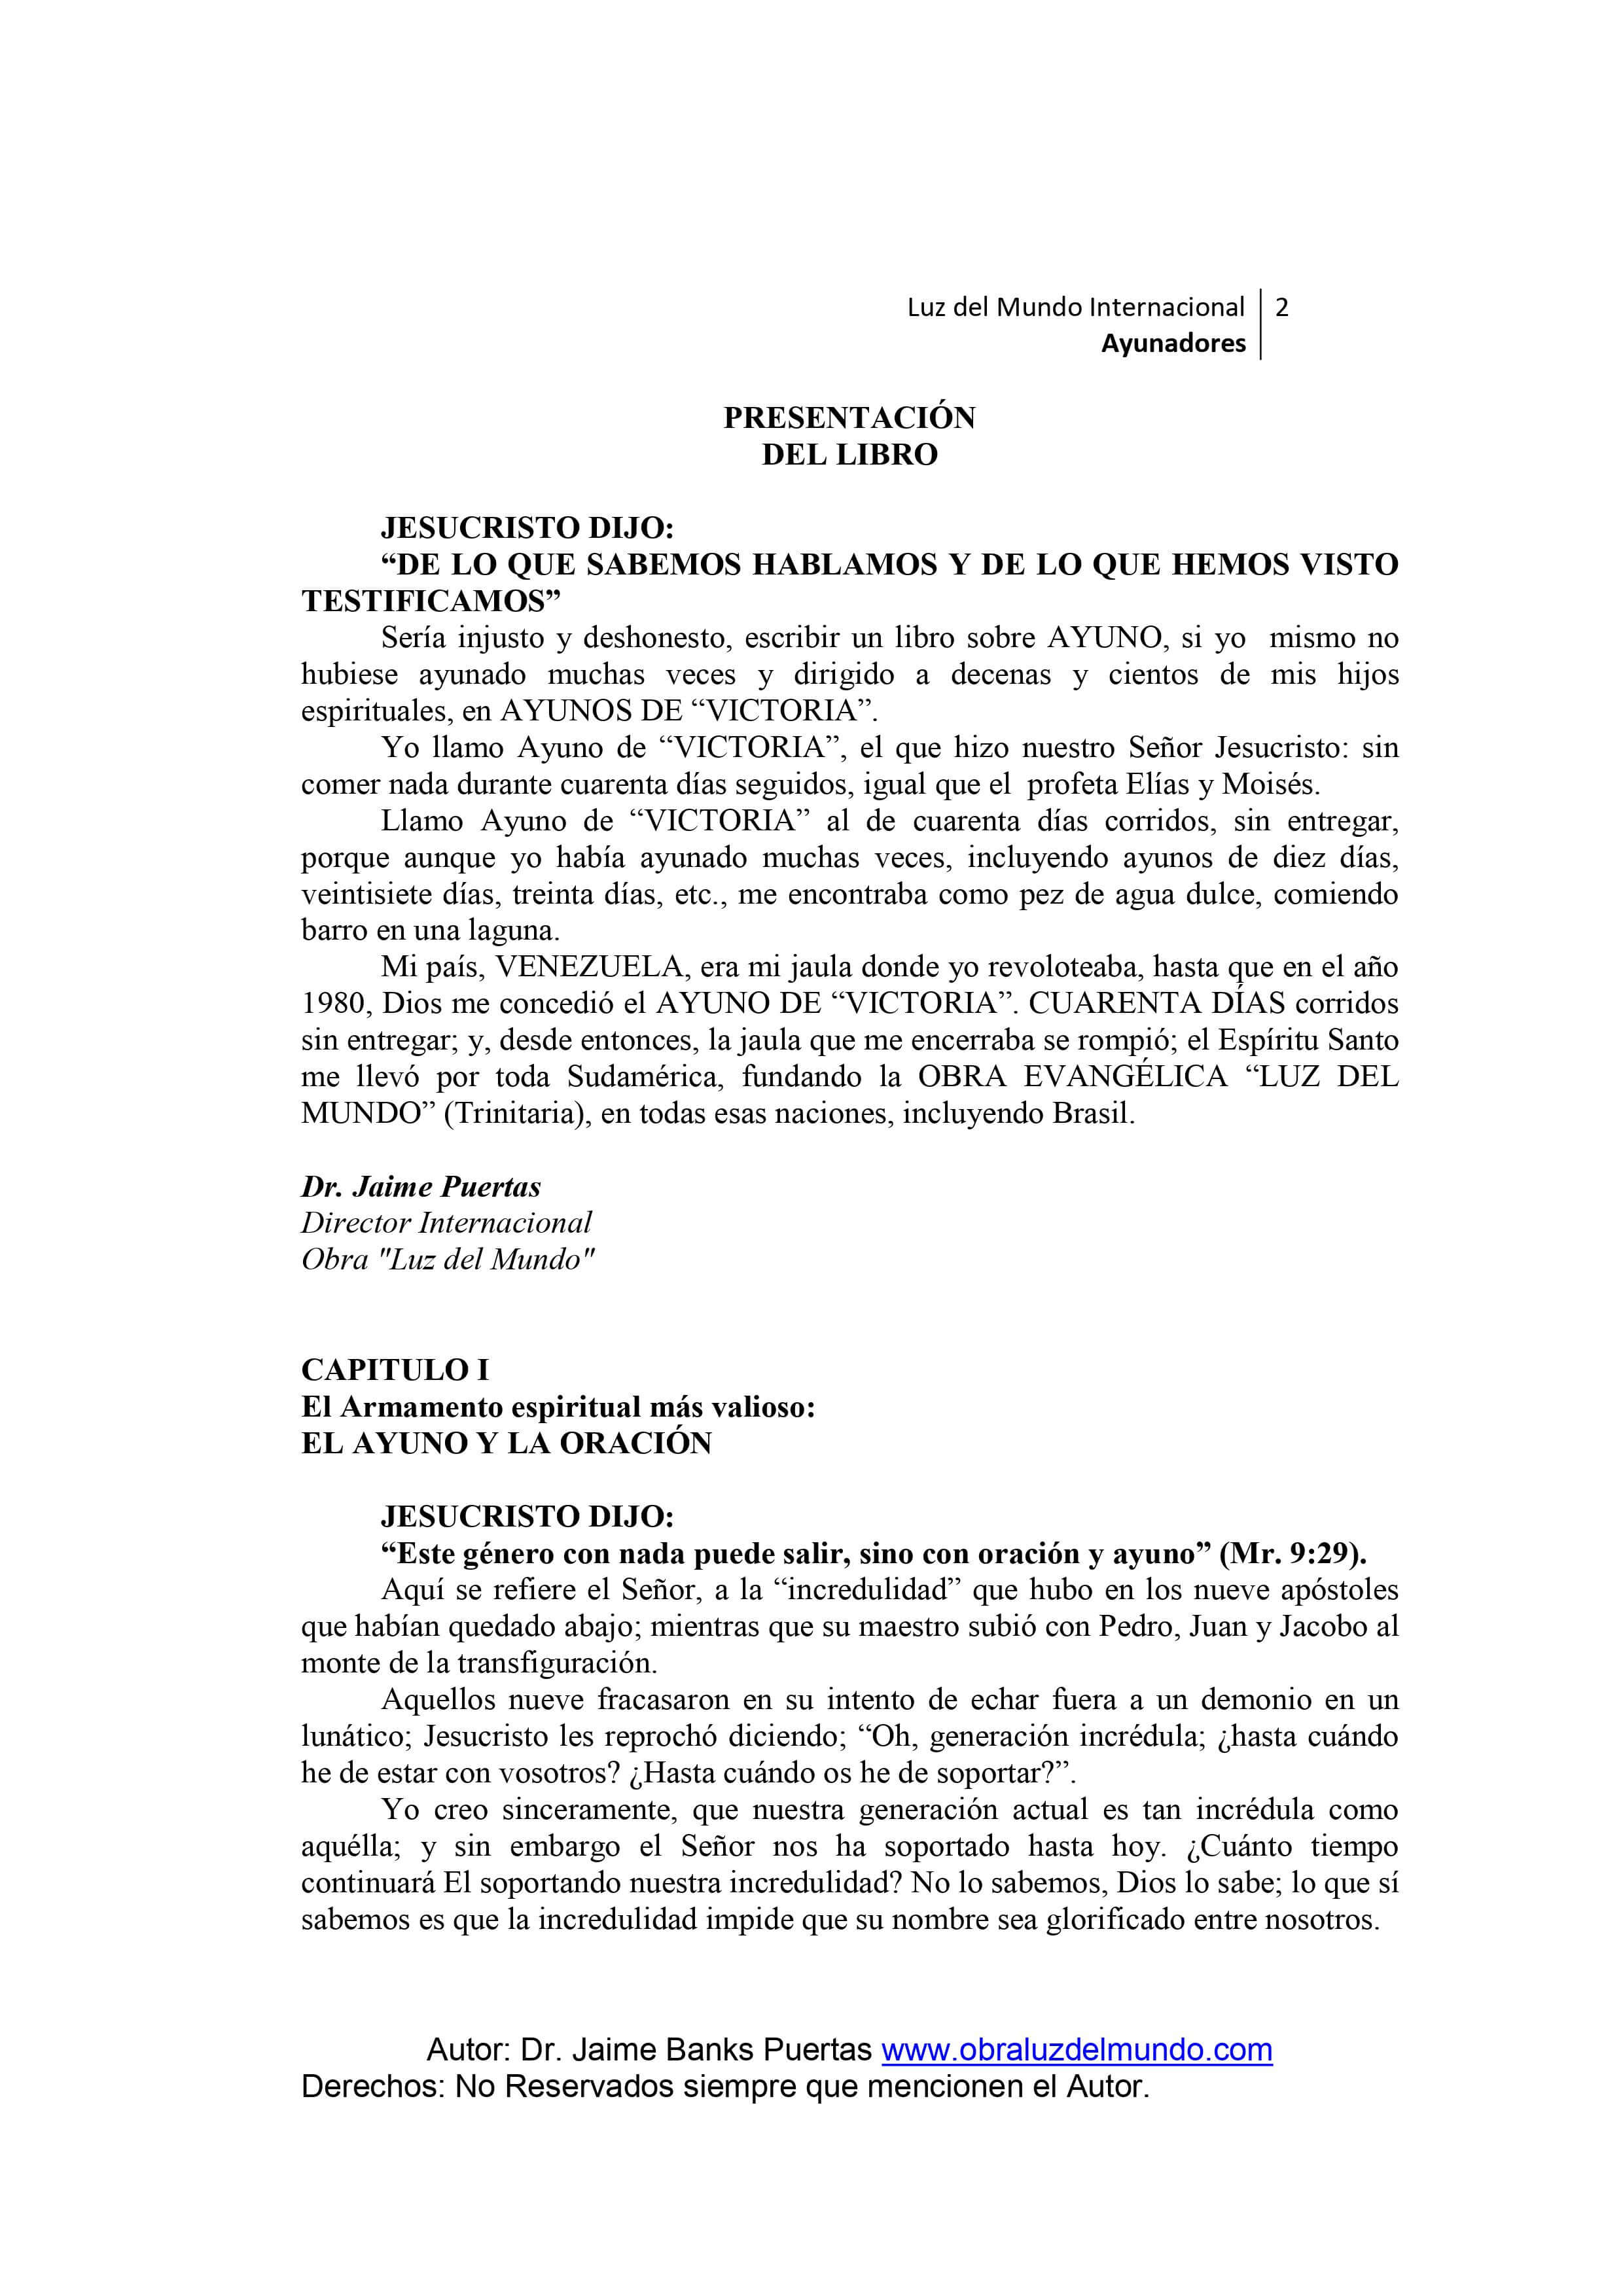 Luz del Mundo Internacional 2
Ayunadores
PRESENTACIÓN
DEL LIBRO
JESUCRISTO DIJO:
“DE LO QUE SABEMOS HABLAMOS Y DE LO QUE HEMOS VISTO
TESTIFICAMOS”
Sería injusto y deshonesto, escribir un libro sobre AYUNO, si yo mismo no
hubiese ayunado muchas veces y dirigido a decenas y cientos de mis hijos
espirituales, en AYUNOS DE “VICTORIA”.
Yo llamo Ayuno de “VICTORIA”, el que hizo nuestro Señor Jesucristo: sin
comer nada durante cuarenta días seguidos, igual que el profeta Elías y Moisés.
Llamo Ayuno de “VICTORIA” al de cuarenta días corridos, sin entregar,
porque aunque yo había ayunado muchas veces, incluyendo ayunos de diez días,
veintisiete días, treinta días, etc., me encontraba como pez de agua dulce, comiendo
barro en una laguna.
Mi país, VENEZUELA, era mi jaula donde yo revoloteaba, hasta que en el año
1980, Dios me concedió el AYUNO DE “VICTORIA”. CUARENTA DÍAS corridos
sin entregar; y, desde entonces, la jaula que me encerraba se rompió; el Espíritu Santo
me llevó por toda Sudamérica, fundando la OBRA EVANGÉLICA “LUZ DEL
MUNDO” (Trinitaria), en todas esas naciones, incluyendo Brasil.
Dr. Jaime Puertas
Director Internacional
Obra "Luz del Mundo"
CAPITULO I
El Armamento espiritual más valioso:
EL AYUNO Y LA ORACIÓN
JESUCRISTO DIJO:
“Este género con nada puede salir, sino con oración y ayuno” (Mr. 9:29).
Aquí se refiere el Señor, a la “incredulidad” que hubo en los nueve apóstoles
que habían quedado abajo; mientras que su maestro subió con Pedro, Juan y Jacobo al
monte de la transfiguración.
Aquellos nueve fracasaron en su intento de echar fuera a un demonio en un
lunático; Jesucristo les reprochó diciendo; “Oh, generación incrédula; ¿hasta cuándo
he de estar con vosotros? ¿Hasta cuándo os he de soportar?”.
Yo creo sinceramente, que nuestra generación actual es tan incrédula como
aquélla; y sin embargo el Señor nos ha soportado hasta hoy. ¿Cuánto tiempo
continuará El soportando nuestra incredulidad? No lo sabemos, Dios lo sabe; lo que sí
sabemos es que la incredulidad impide que su nombre sea glorificado entre nosotros.
Autor: Dr. Jaime Banks Puertas www.obraluzdelmundo.com
Derechos: No Reservados siempre que mencionen el Autor.